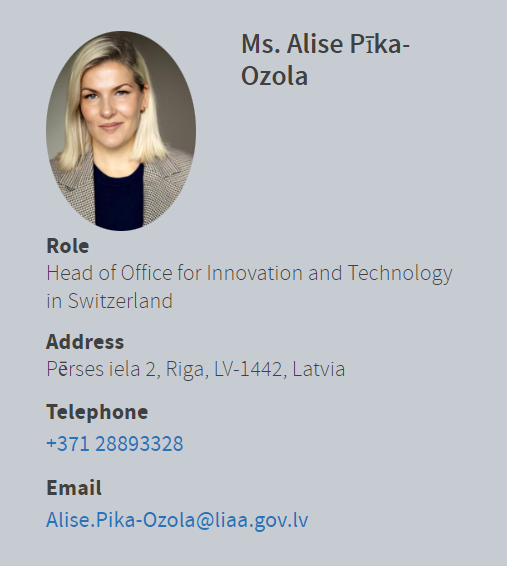 Ms. Alise Pīka-
Ozola
Role
Head of Office for Innovation and Technology
in Switzerland
Address
Pērses iela 2, Riga, LV-1442, Latvia
Telephone
+371 28893328
Email
Alise.Pika-Ozola@liaa.gov.lv